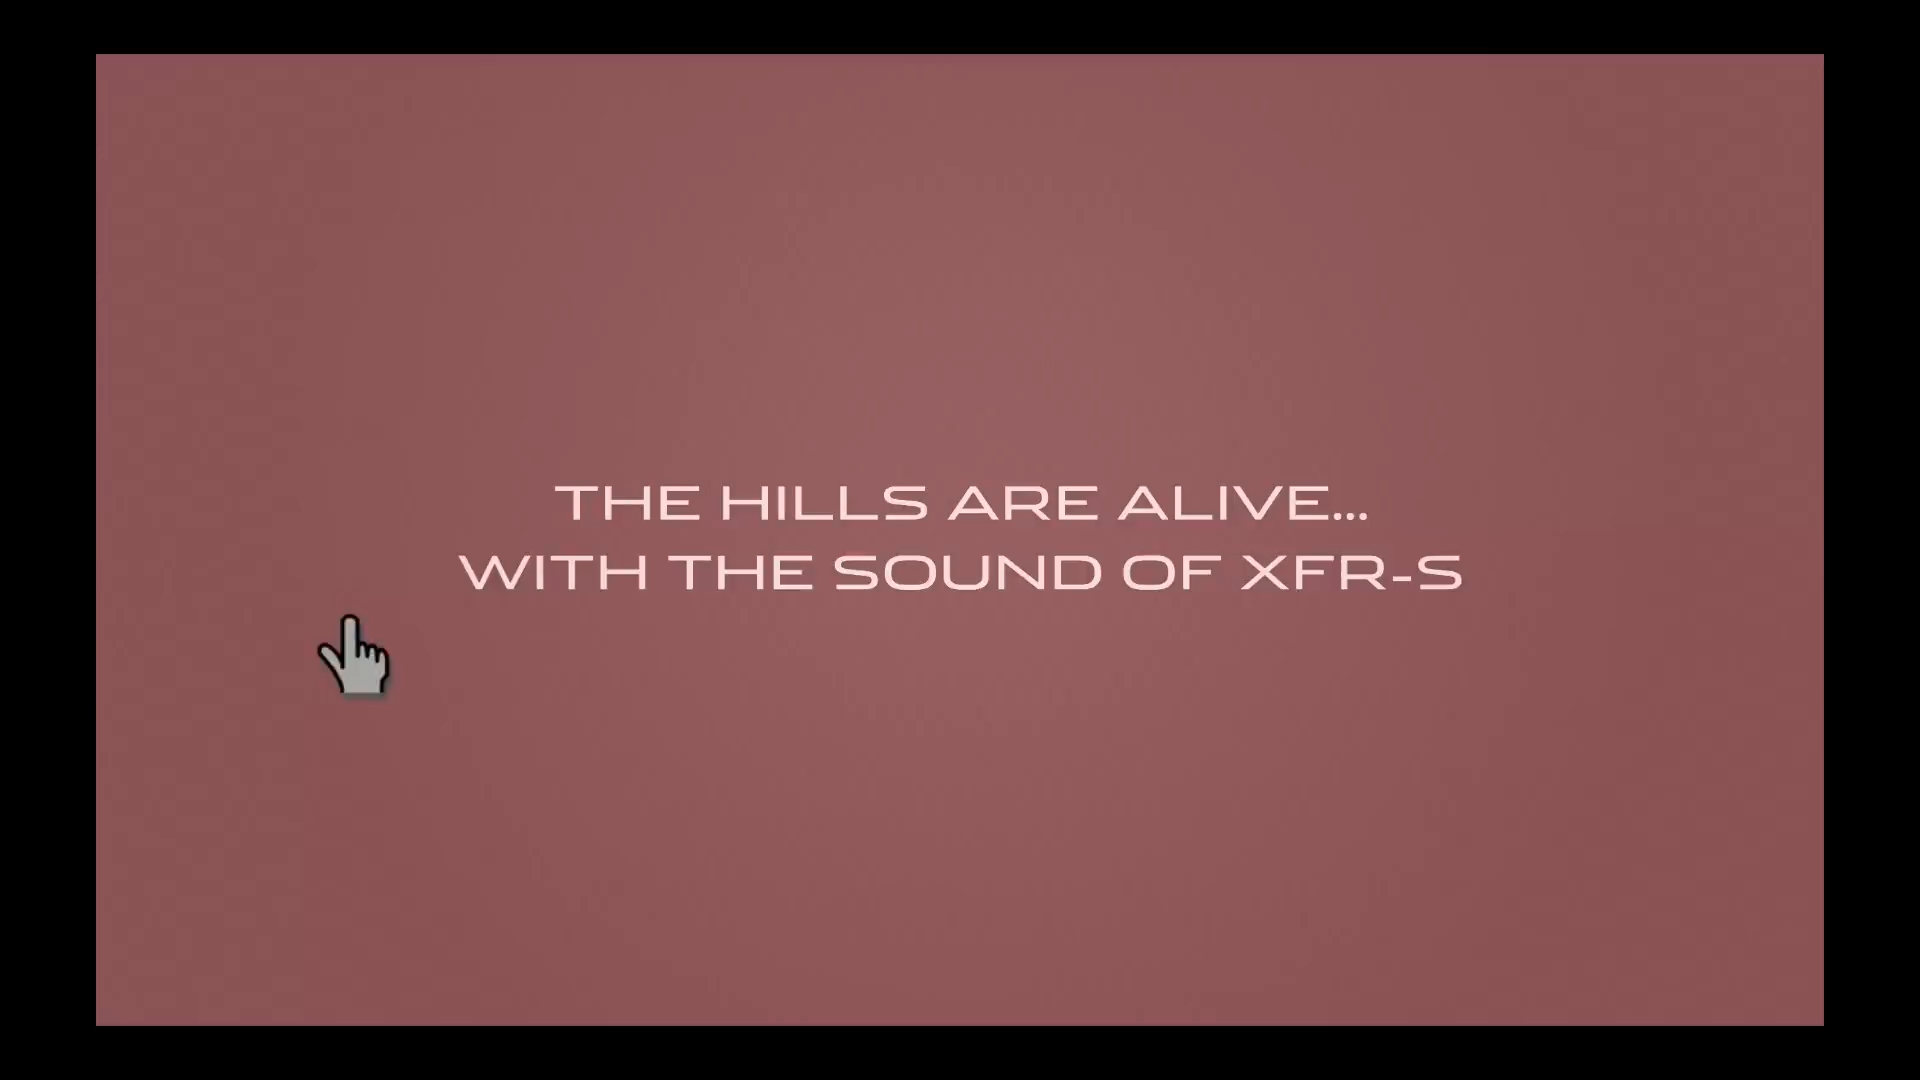 THE HILLS ARE ALIVE...
WITH THE SOUND OF XFR-S